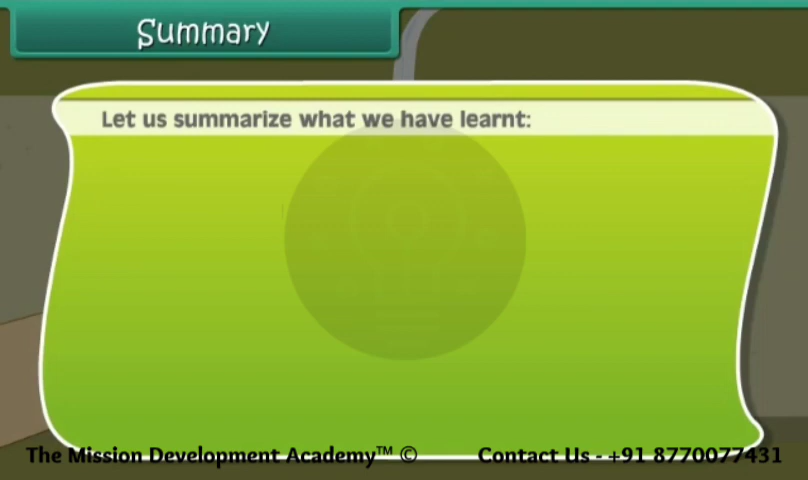 Summary
Let us summarize what we have learnt:
The Mission Development Academy™ © Contact Us - +91 8770077431